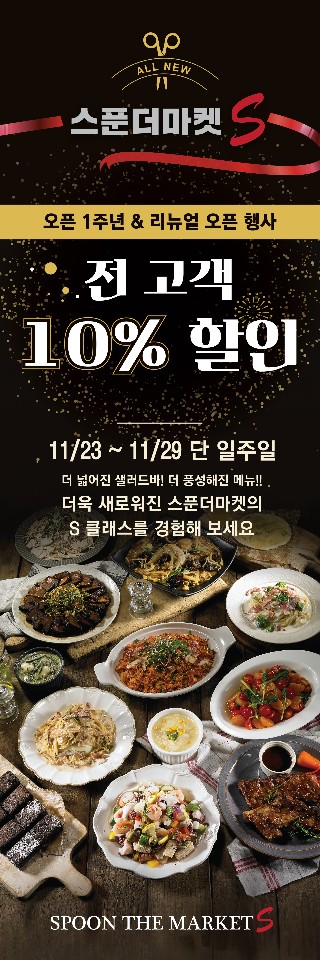 ALL NEW
스푼더마켓 S
오픈 1주년 & 리뉴얼 오픈 행사
전 고객
10% 할인
11/23 ~ 11/29 단 일주일
더 넓어진 샐러드바! 더 풍성해진 메뉴!!
더욱 새로워진 스푼더마켓의
S 클래스를 경험해 보세요
SPOON THE MARKET S